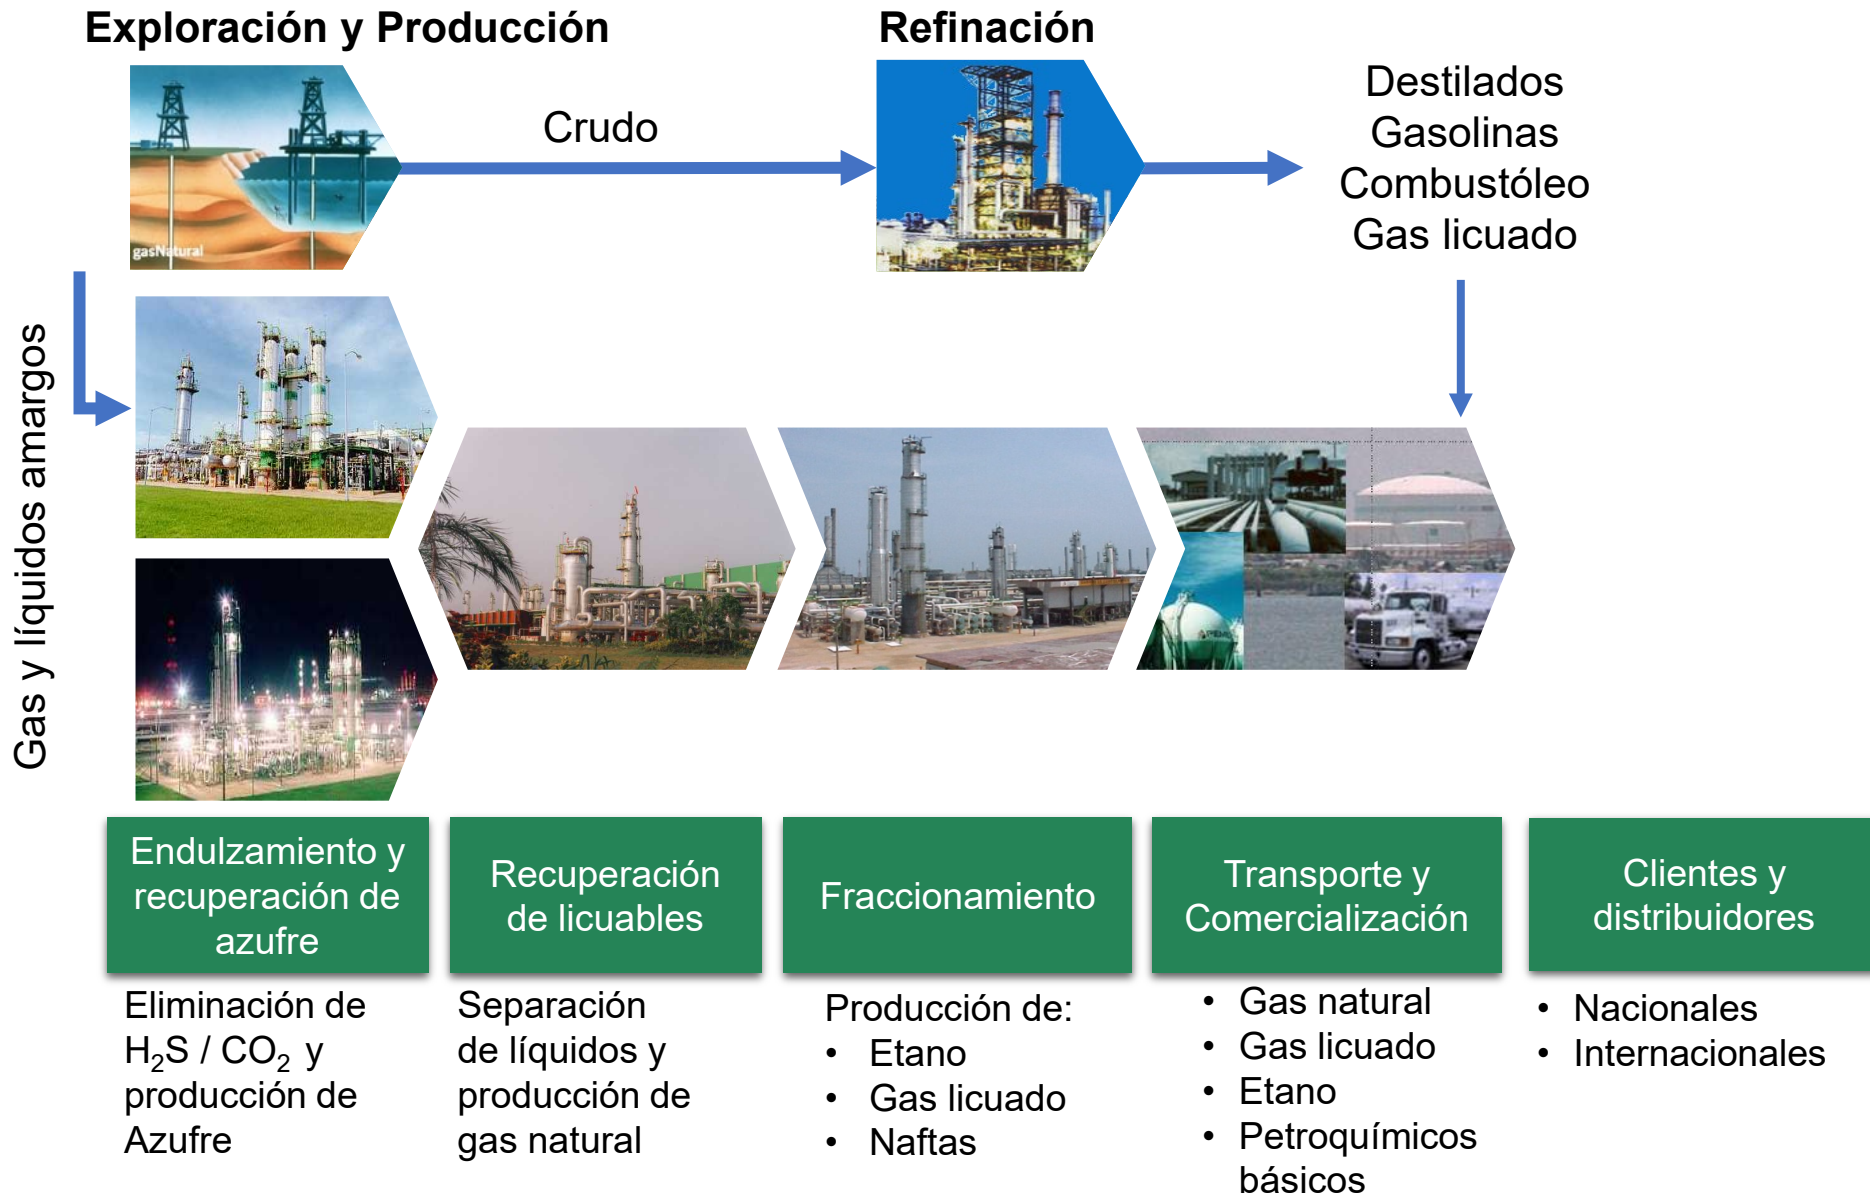 Exploración y Producción
Refinación
Crudo
Destilados
Gasolinas
Combustóleo
Gas licuado
gasNatural
Gas y líquidos amargos
Endulzamiento y
recuperación de
azufre
Recuperación
de licuables
Fraccionamiento
Transporte y
Comercialización
Clientes y
distribuidores
Eliminación de
H₂S / CO₂ y
producción de
Azufre
Separación
de líquidos y
producción de
gas natural
Producción de:
• Etano
• Gas licuado
• Naftas
• Gas natural
• Gas licuado
• Etano
• Petroquímicos
básicos
• Nacionales
• Internacionales